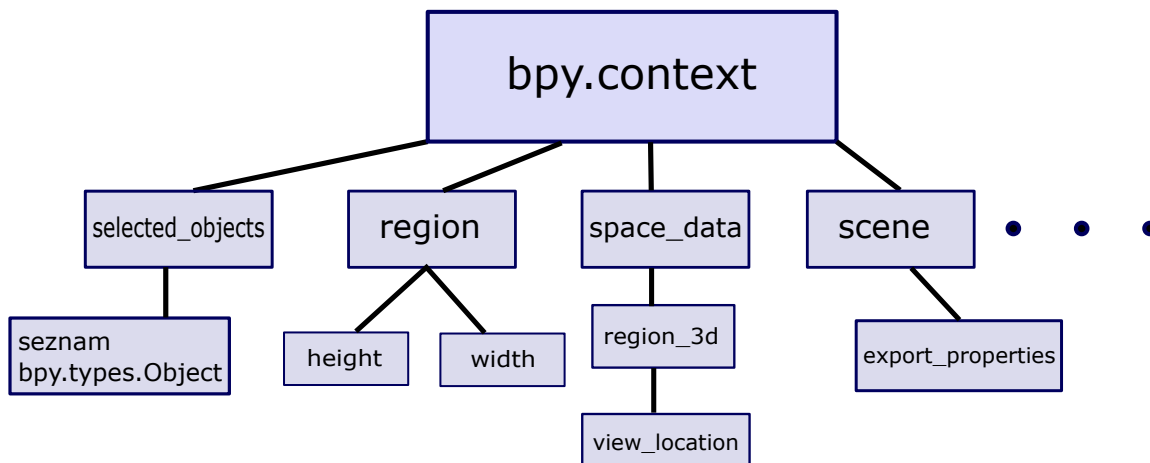 bpy.context
selected_objects
region
space_data
scene
seznam
bpy.types.Object
height
width
region_3d
export_properties
view_location